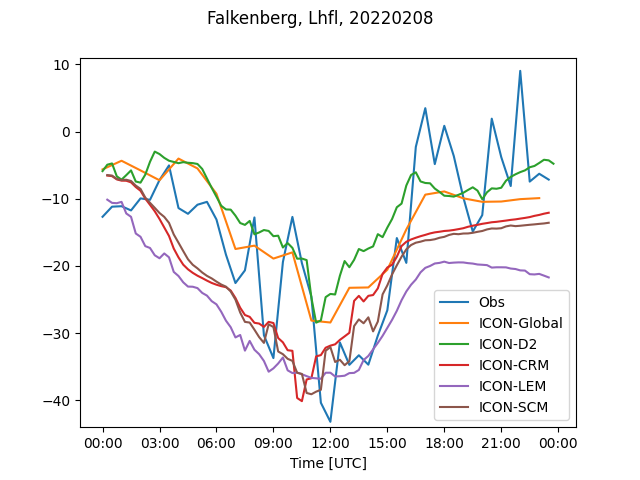 Falkenberg, Lhfl, 20220208
10
0
−10
−20
−30
−40
Obs
ICON-Global
ICON-D2
ICON-CRM
ICON-LEM
ICON-SCM
00:00 03:00 06:00 09:00 12:00 15:00 18:00 21:00 00:00
Time [UTC]